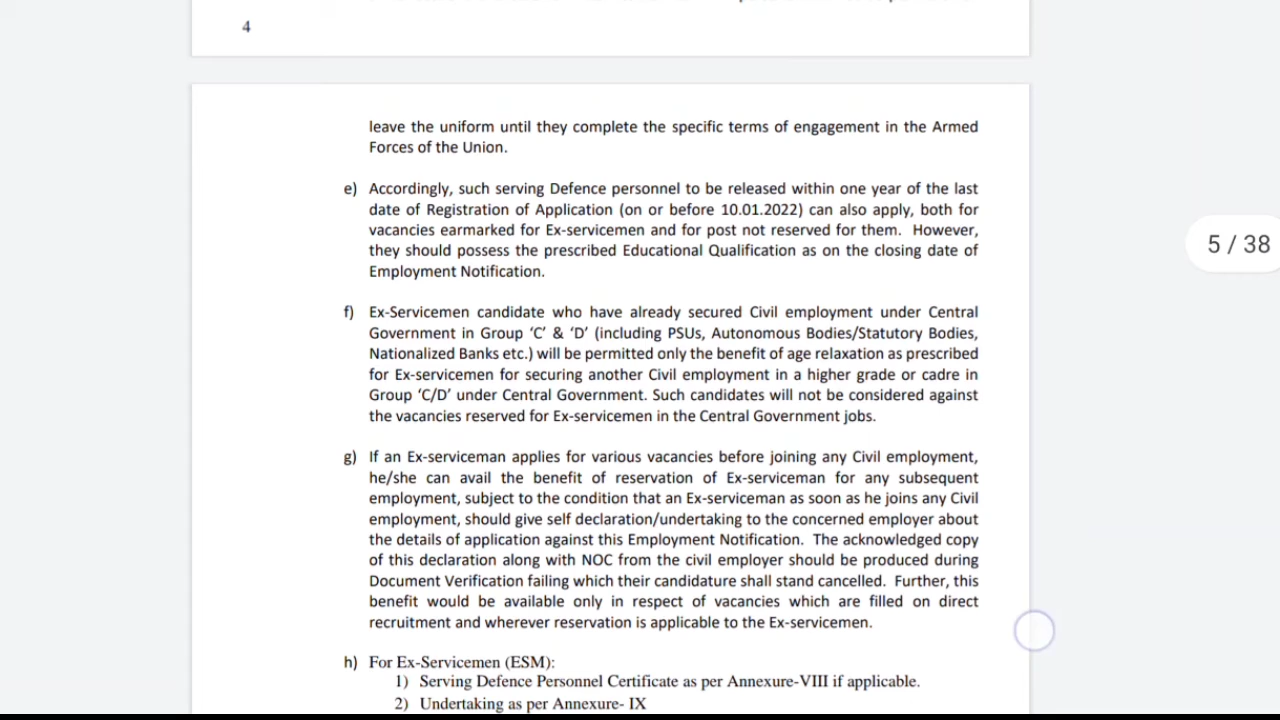 4
leave the uniform until they complete the specific terms of engagement in the Armed
Forces of the Union.
e) Accordingly, such serving Defence personnel to be released within one year of the last
date of Registration of Application (on or before 10.01.2022) can also apply, both for
vacancies earmarked for Ex-servicemen and for post not reserved for them. However,
they should possess the prescribed Educational Qualification as on the closing date of
Employment Notification.
5 / 38
f) Ex-Servicemen candidate who have already secured Civil employment under Central
Government in Group ‘C’ & ‘D’ (including PSUs, Autonomous Bodies/Statutory Bodies,
Nationalized Banks etc.) will be permitted only the benefit of age relaxation as prescribed
for Ex-servicemen for securing another Civil employment in a higher grade or cadre in
Group ‘C/D’ under Central Government. Such candidates will not be considered against
the vacancies reserved for Ex-servicemen in the Central Government jobs.
g) If an Ex-serviceman applies for various vacancies before joining any Civil employment,
he/she can avail the benefit of reservation of Ex-serviceman for any subsequent
employment, subject to the condition that an Ex-serviceman as soon as he joins any Civil
employment, should give self declaration/undertaking to the concerned employer about
the details of application against this Employment Notification. The acknowledged copy
of this declaration along with NOC from the civil employer should be produced during
Document Verification failing which their candidature shall stand cancelled. Further, this
benefit would be available only in respect of vacancies which are filled on direct
recruitment and wherever reservation is applicable to the Ex-servicemen.
h) For Ex-Servicemen (ESM):
1) Serving Defence Personnel Certificate as per Annexure-VIII if applicable.
2) Undertaking as per Annexure- IX